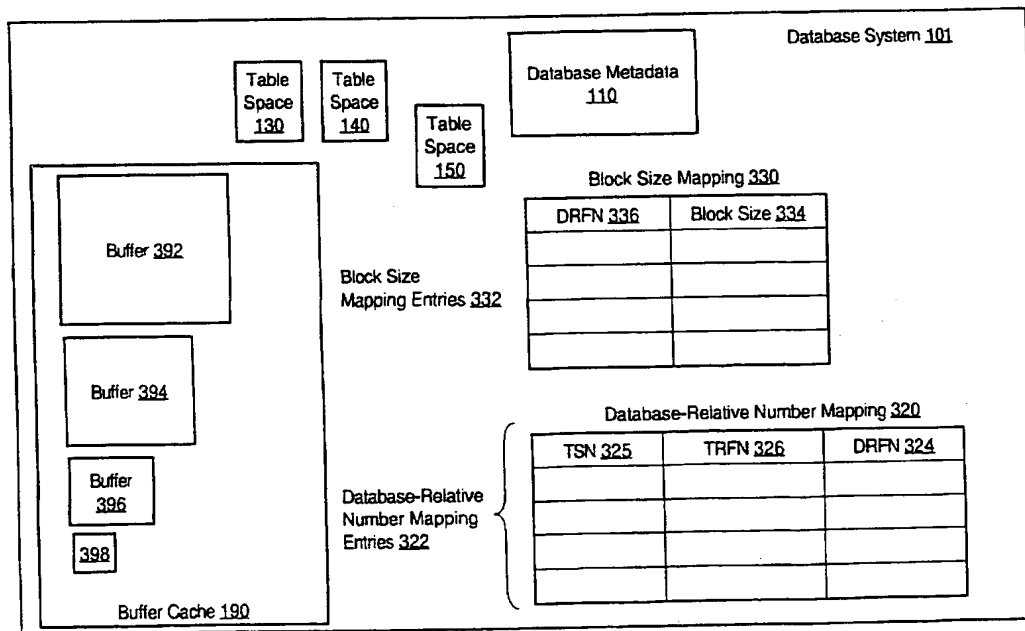 Database System 101
Table
Space
130
Table
Space
140
Table
Space
150
Database Metadata
110
Block Size Mapping 330
DRFN 336
Block Size 334
Block Size
Mapping Entries 332
Buffer 392
Buffer 394
Buffer
396
398
Buffer Cache 190
Database-Relative Number Mapping 320
TSN 325
TRFN 326
DRFN 324
Database-Relative
Number Mapping
Entries 322